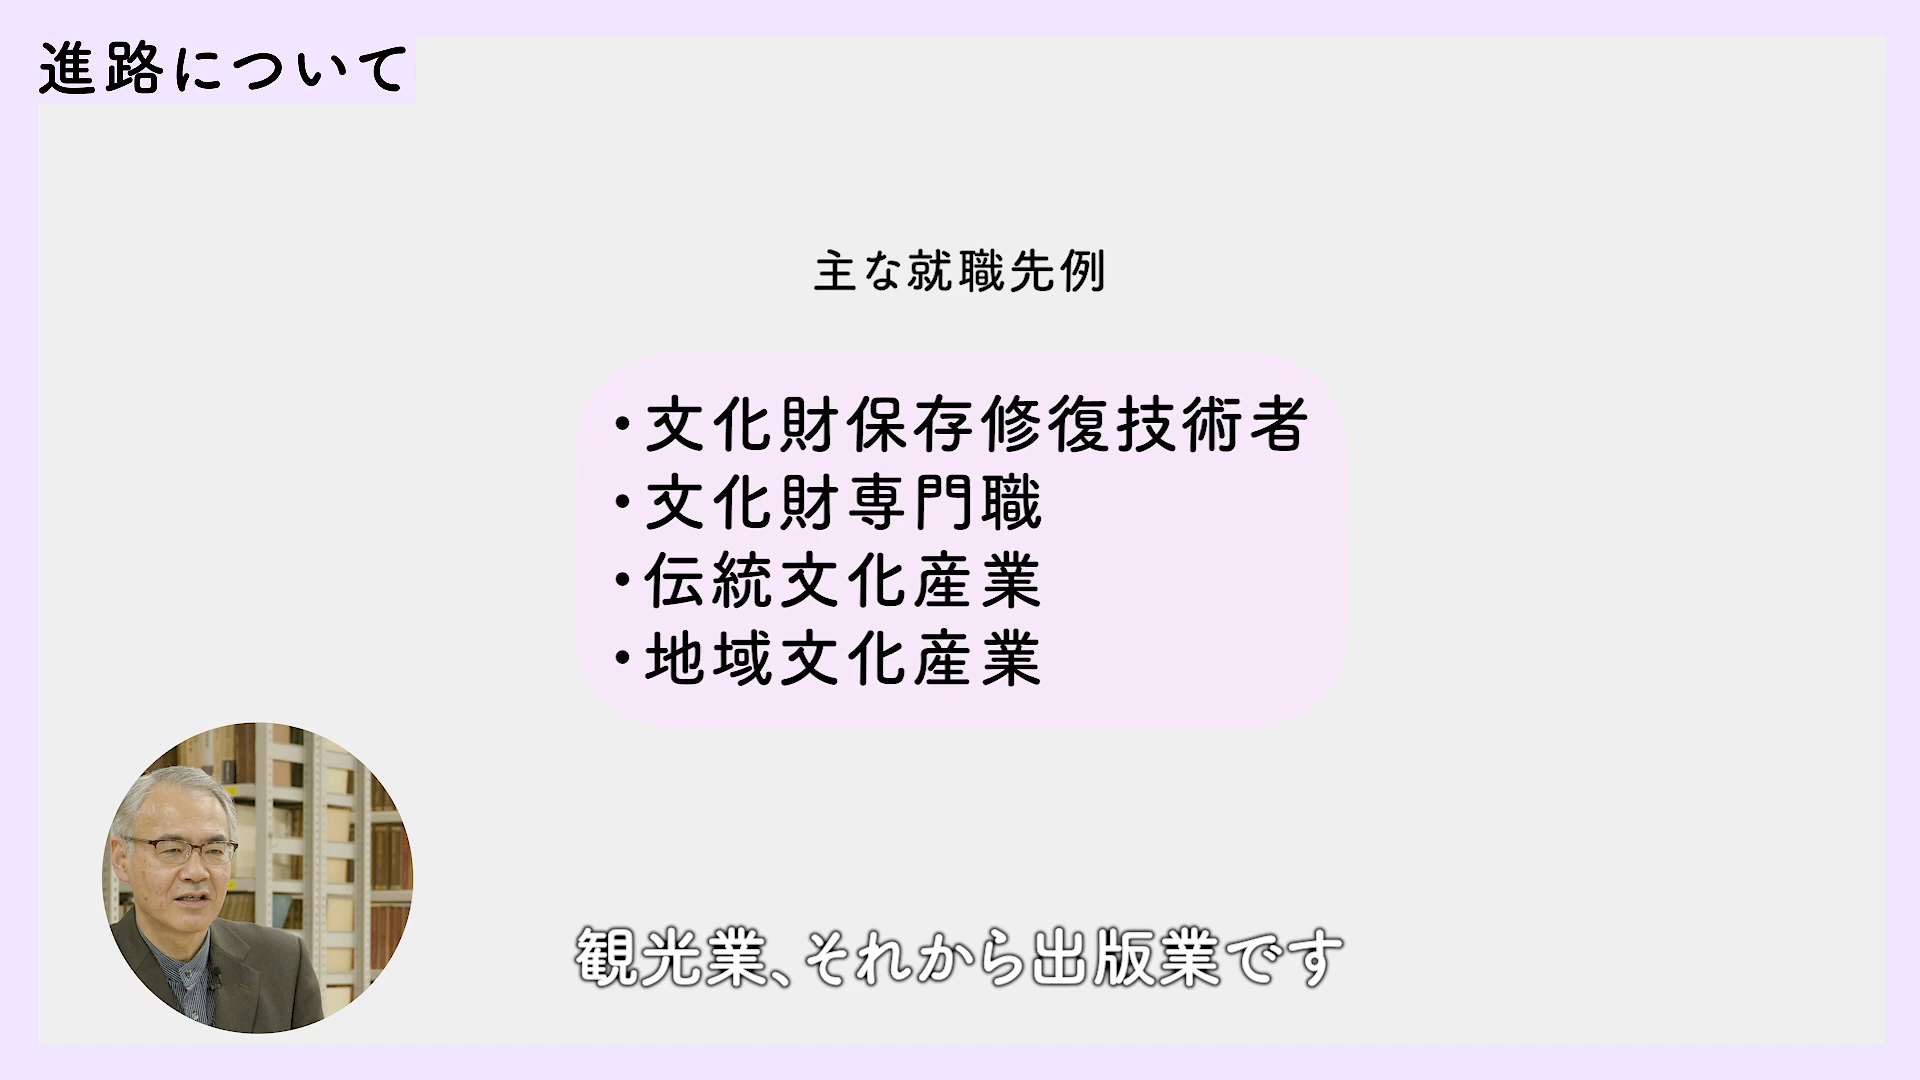 進路について
主な就職先例
・文化財保存修復技術者
・文化財専門職
・伝統文化産業
・地域文化産業
観光業、それから出版業です